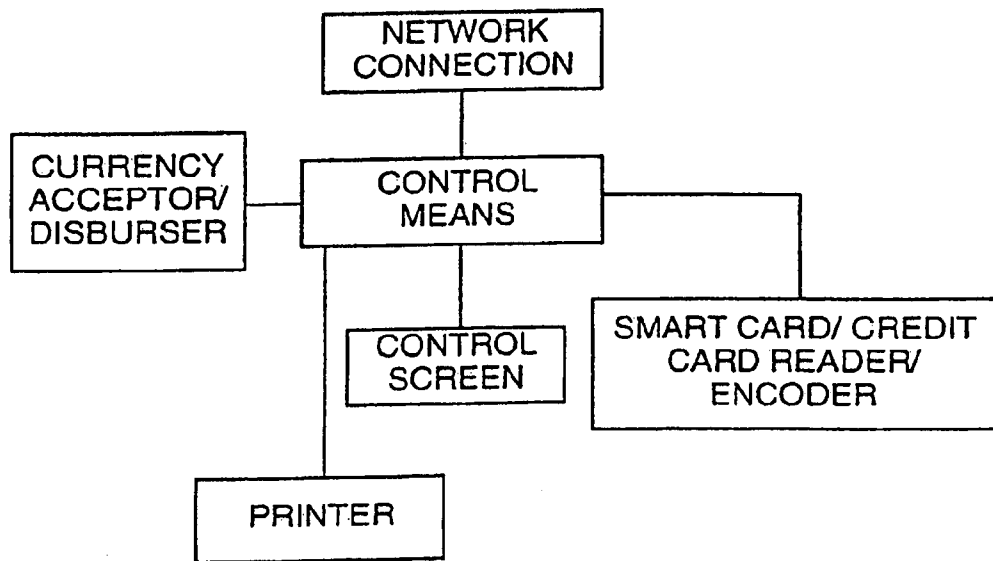 NETWORK
CONNECTION
CURRENCY
ACCEPTOR/
DISBURSER
CONTROL
MEANS
CONTROL
SCREEN
SMART CARD/ CREDIT
CARD READER/
ENCODER
PRINTER